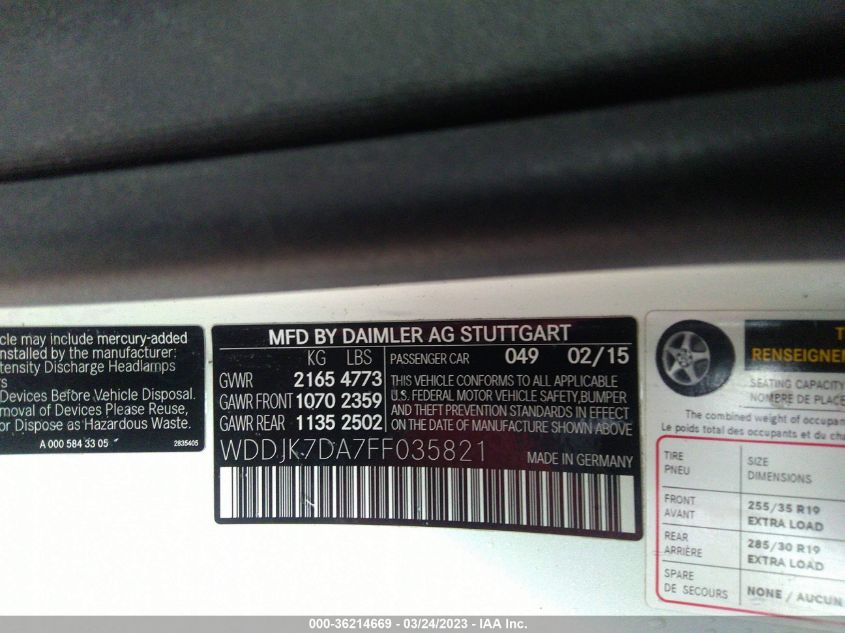 cle may include mercury-added
installed by the manufacturer:
tensity Discharge Headlamps
rs
Devices Before Vehicle Disposal.
moval of Devices Please Reuse,
or Dispose as Hazardous Waste.
A 000 584 33 05
2835405
MFD BY DAIMLER AG STUTTGART
KG LBS
GVWR 2165 4773
GAWR FRONT 1070 2359
GAWR REAR 1135 2502
PASSENGER CAR 049 02/15
THIS VEHICLE CONFORMS TO ALL APPLICABLE
U.S. FEDERAL MOTOR VEHICLE SAFETY,BUMPER
AND THEFT PREVENTION STANDARDS IN EFFECT
ON THE DATE OF MANUFACTURE SHOWN ABOVE
WDDJK7DA7FF035821
MADE IN GERMANY
T
RENSEIGNEM
SEATING CAPACITY
NOMBRE DE PLACE
The combined weight of occupa
Le poids total des occupants et d
TIRE
PNEU
SIZE
DIMENSIONS
FRONT
AVANT
255/35 R19
EXTRA LOAD
REAR
ARRIÈRE
285/30 R19
EXTRA LOAD
SPARE
DE SECOURS
NONE / AUCUN
000-36214669 - 03/24/2023 - IAA Inc.